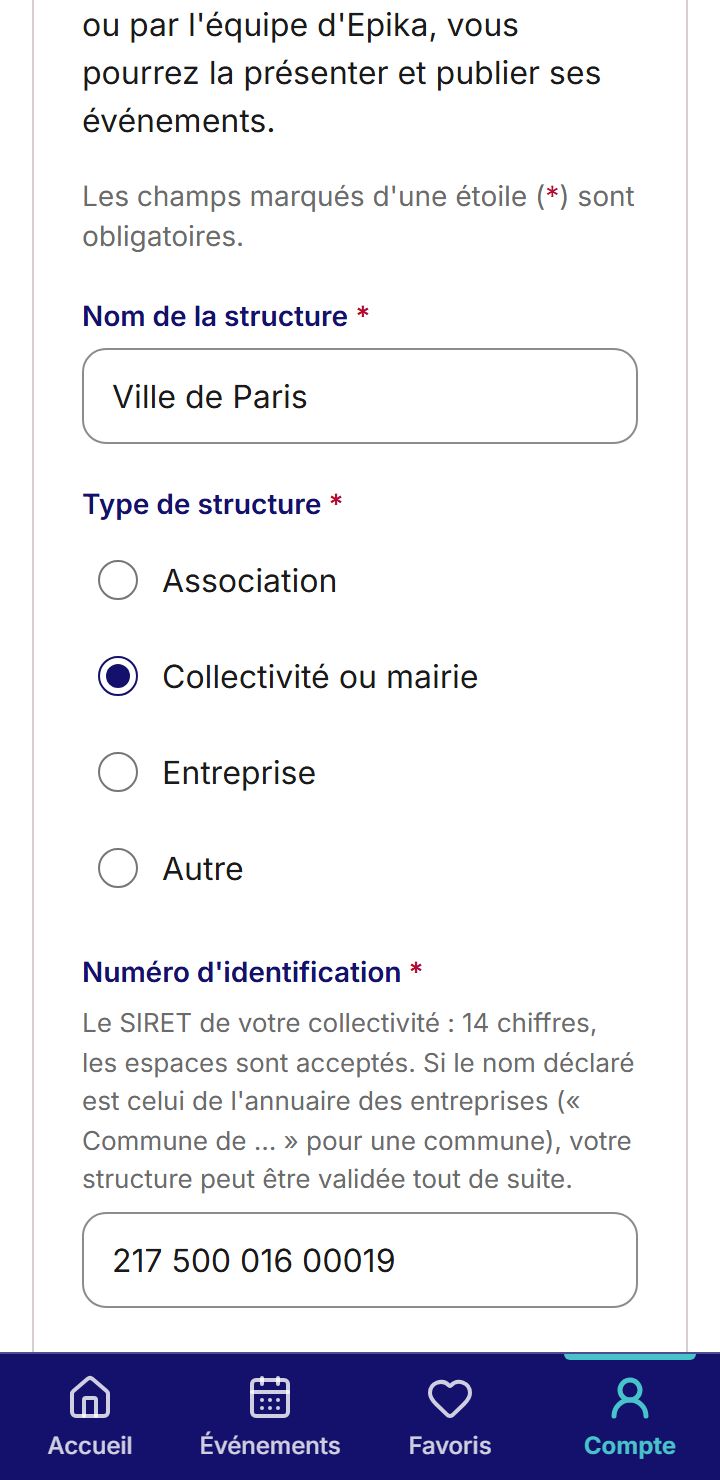 ou par l'équipe d'Epika, vous
pourrez la présenter et publier ses
événements.
Les champs marqués d'une étoile (*) sont
obligatoires.
Nom de la structure *
Ville de Paris
Type de structure *
Association
Collectivité ou mairie
Entreprise
Autre
Numéro d'identification *
Le SIRET de votre collectivité : 14 chiffres,
les espaces sont acceptés. Si le nom déclaré
est celui de l'annuaire des entreprises («
Commune de ... » pour une commune), votre
structure peut être validée tout de suite.
217 500 016 00019
Accueil
Événements
Favoris
Compte